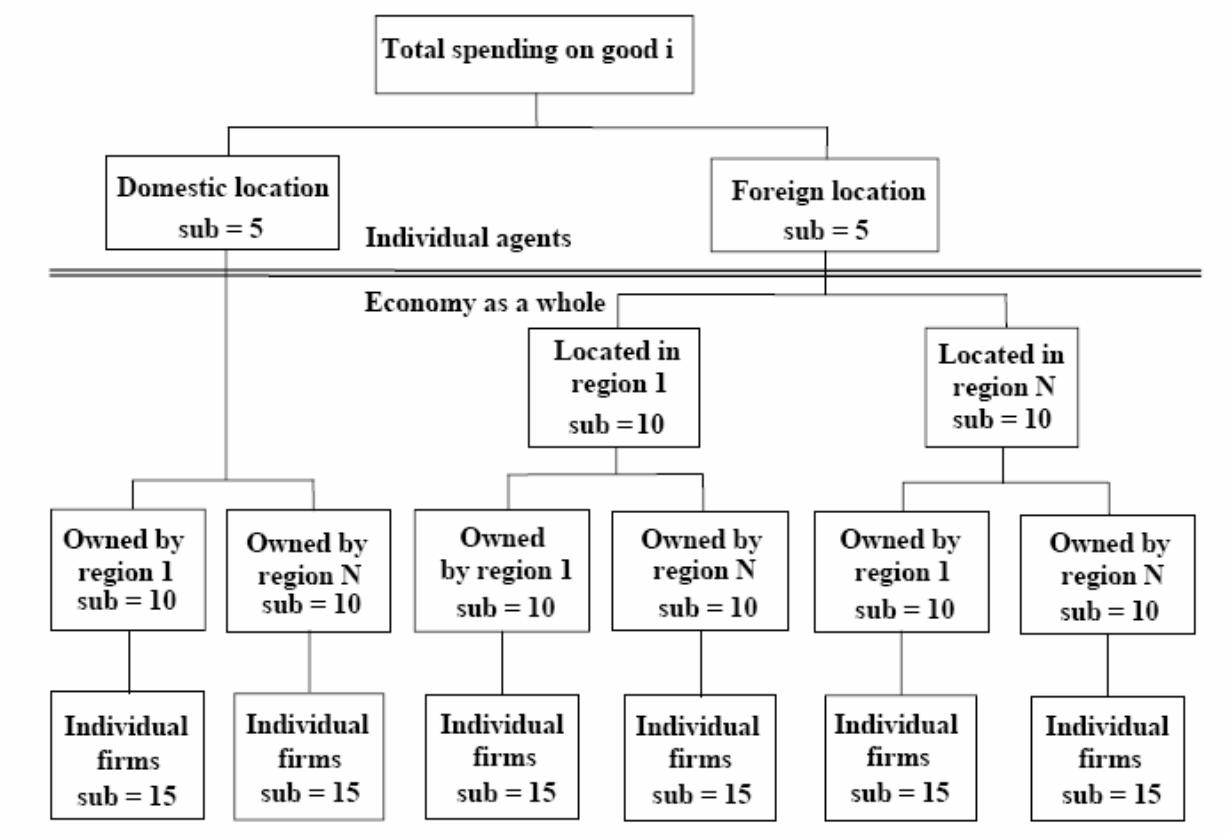 Total spending on good i
Domestic location
sub = 5
Foreign location
sub = 5
Individual agents
Economy as a whole
Located in
region 1
sub = 10
Located in
region N
sub = 10
Owned by
region 1
sub = 10
Owned by
region N
sub = 10
Owned
by region 1
sub = 10
Owned by
region N
sub = 10
Owned by
region 1
sub = 10
Owned by
region N
sub = 10
Individual
firms
sub = 15
Individual
firms
sub = 15
Individual
firms
sub = 15
Individual
firms
sub = 15
Individual
firms
sub = 15
Individual
firms
sub = 15